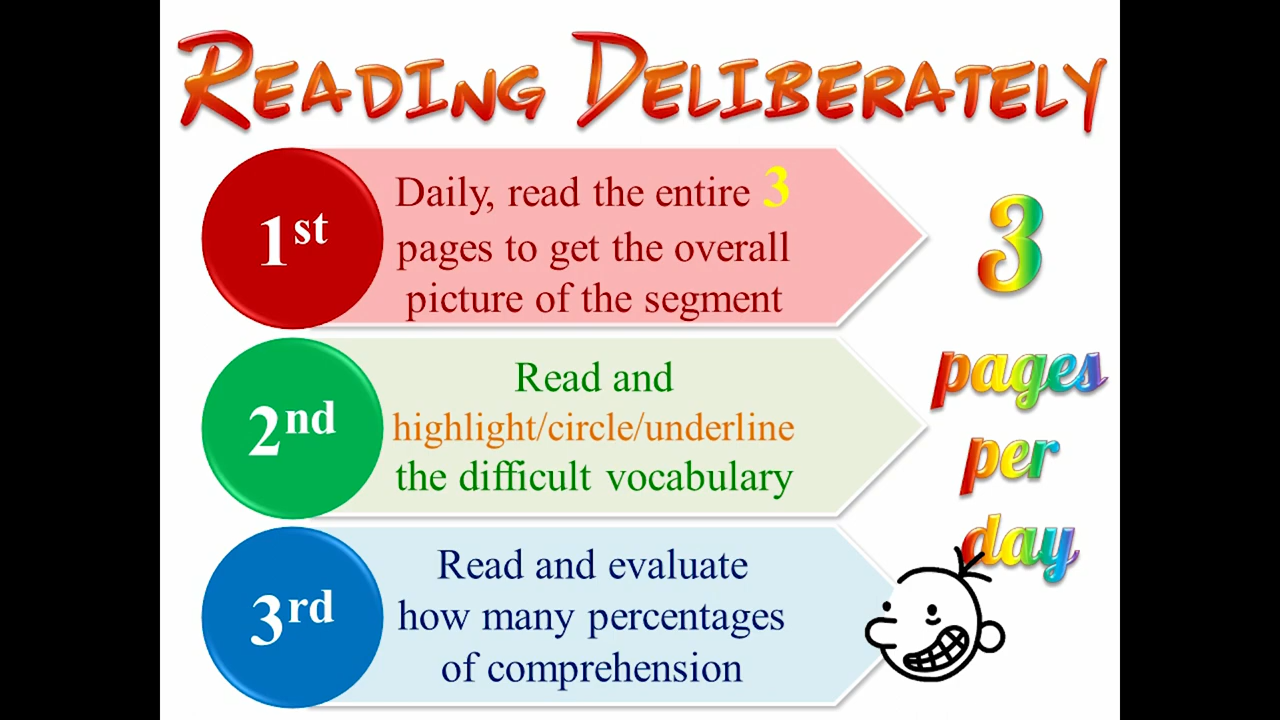 READING DELIBERATELY
1st
Daily, read the entire 3
pages to get the overall
picture of the segment
2nd
Read and
highlight/circle/underline
the difficult vocabulary
3rd
Read and evaluate
how many percentages
of comprehension
3
pages
per
day